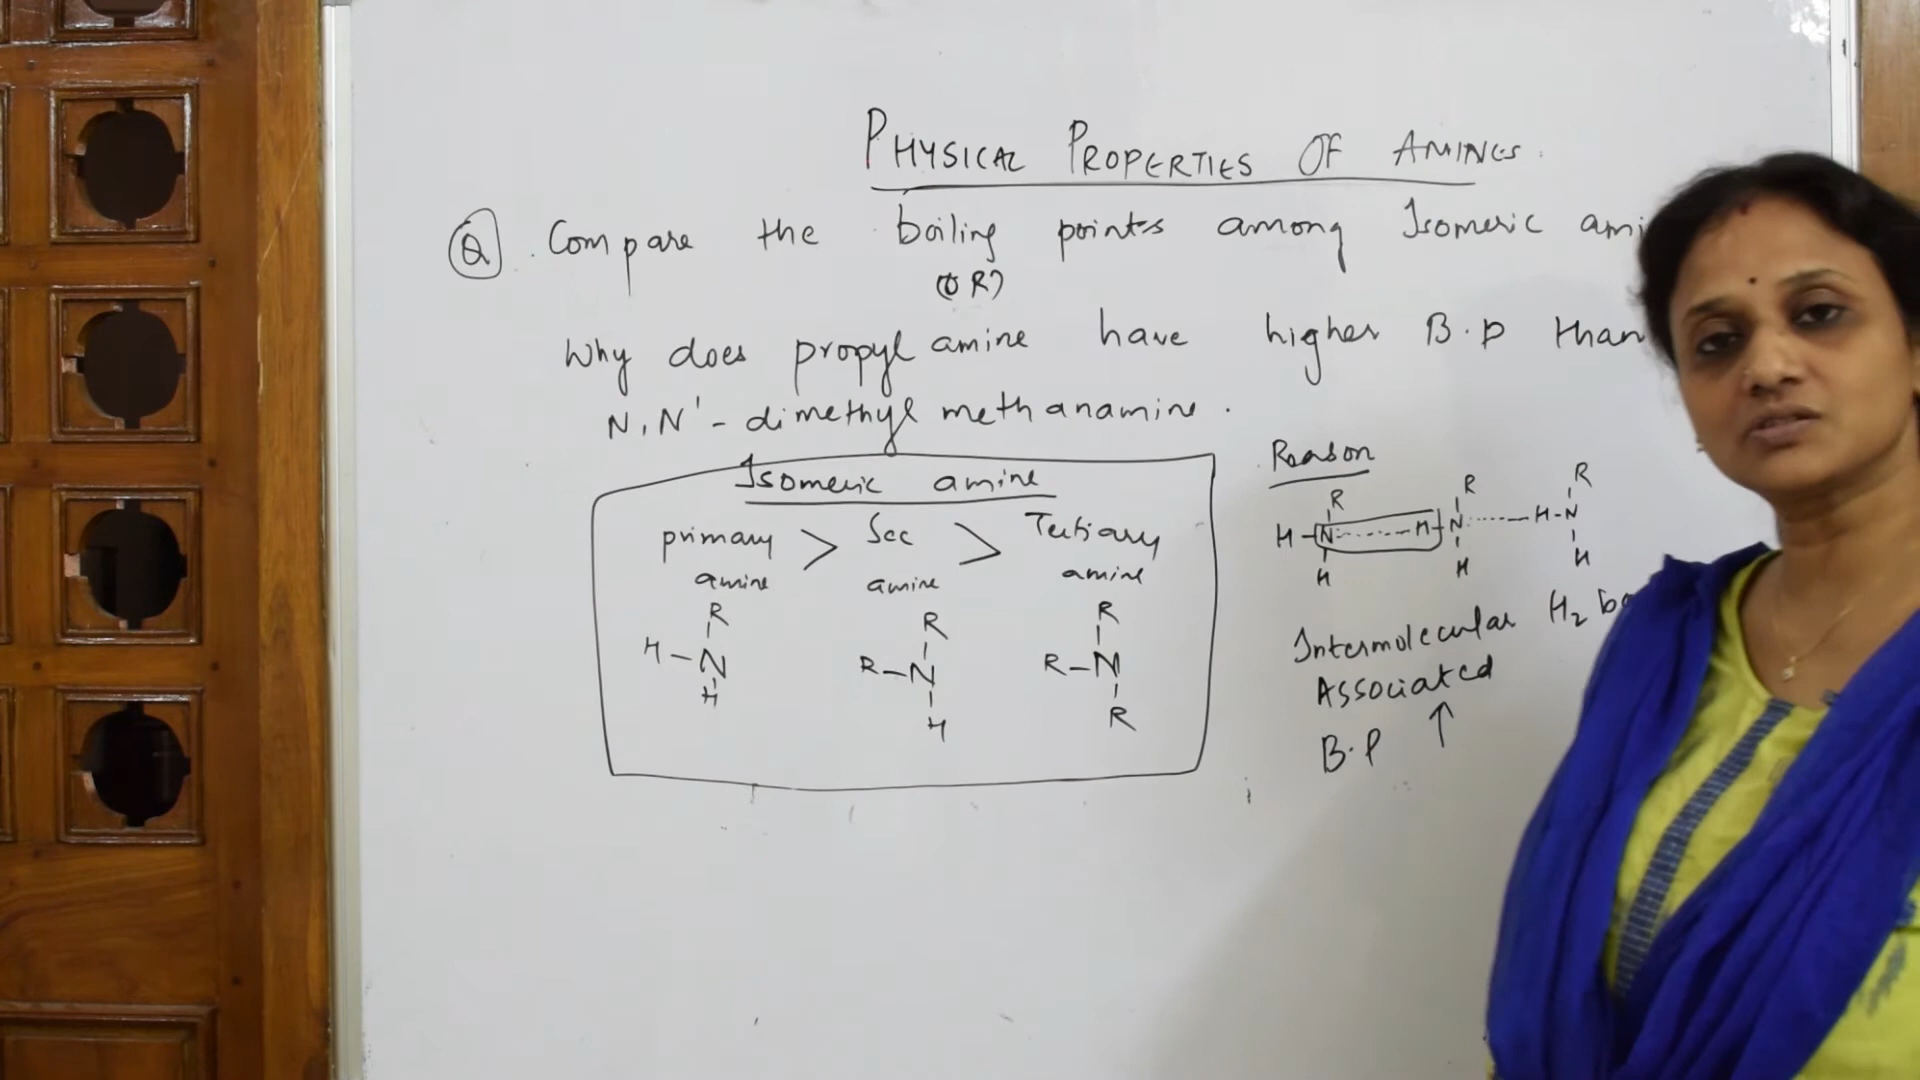 PHYSICAL PROPERTIES OF AMINES.
Q. Compare the boiling points among Isomeric ami
(OR)
Why does propyl amine have higher B.P than
N,N'-dimethyl methanamine.
Isomeric amine
primary > Sec > Tertiary
amine amine amine
R R R
H-N R-N R-N
H H R
Reason
R R R
H-N------H-N------H-N
H H H
Intermolecular H2 bo
Associated
B.P ↑